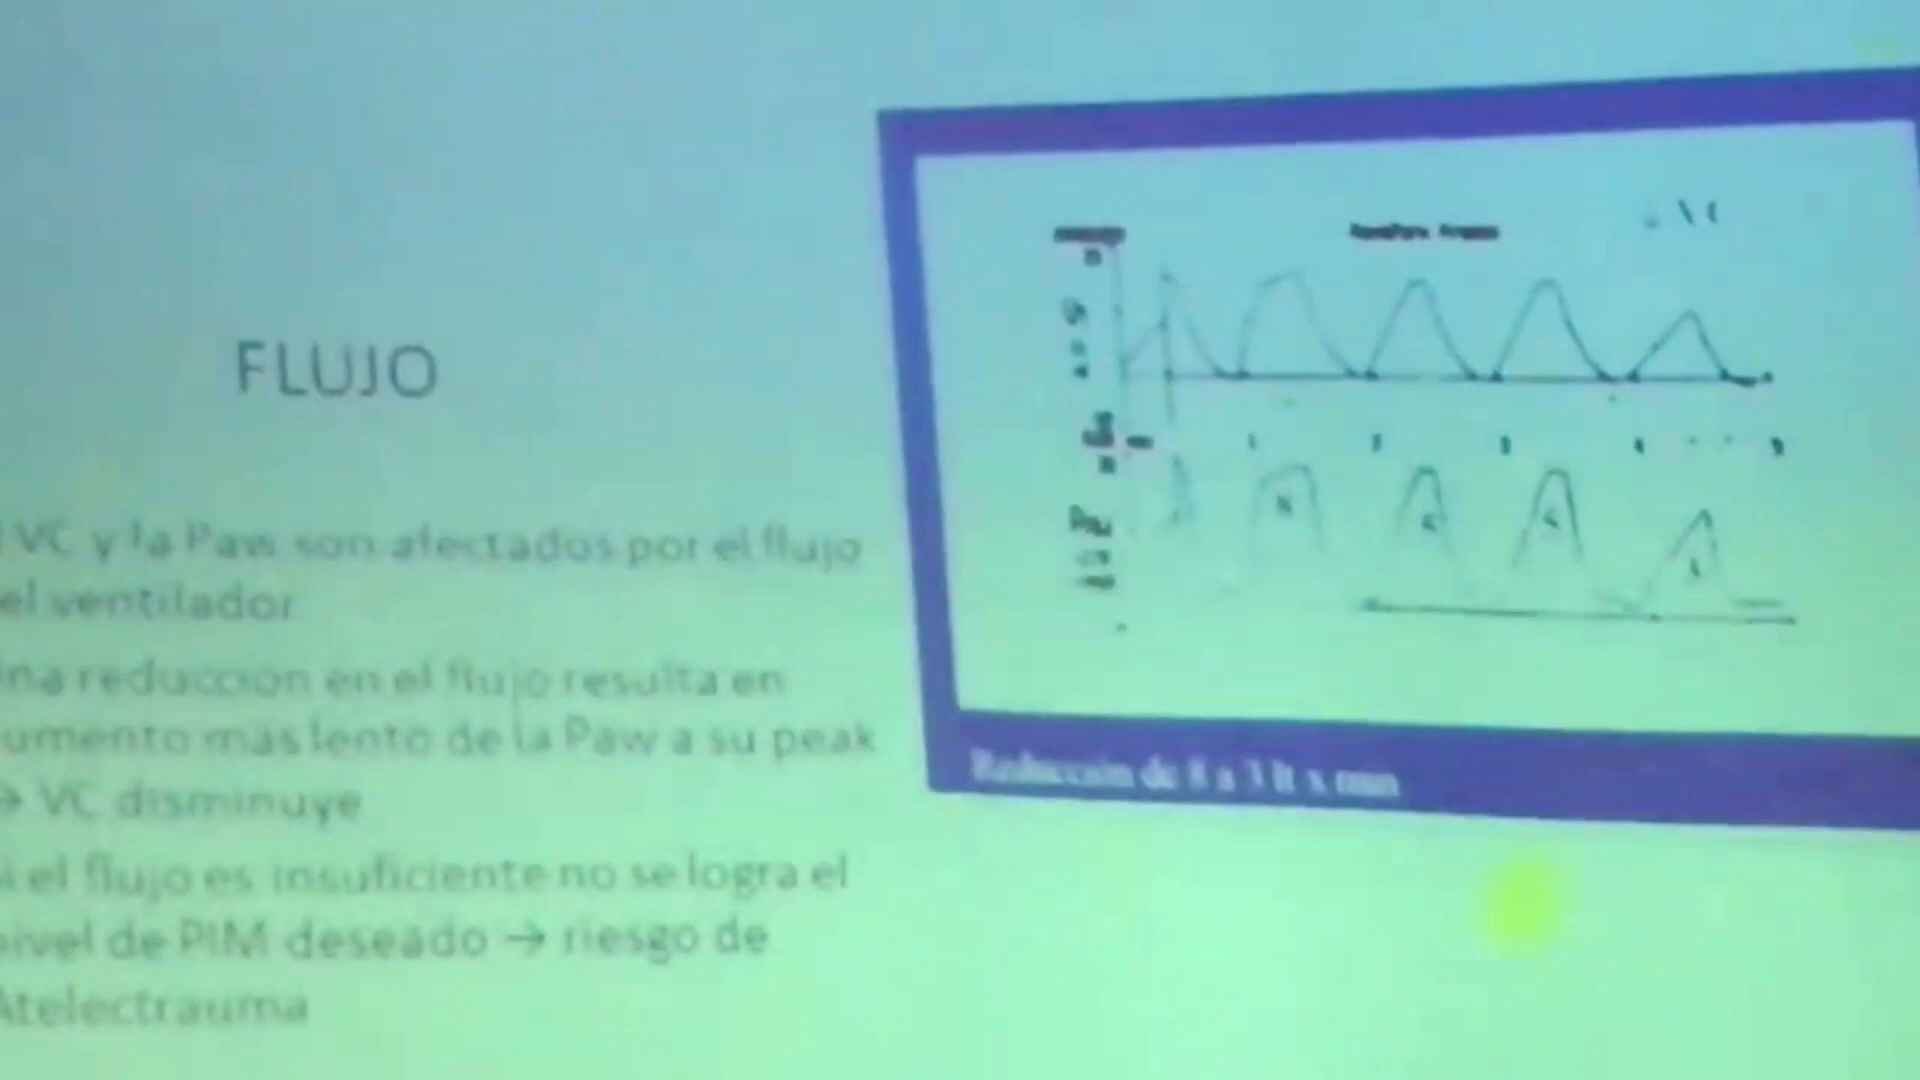 FLUJO
VC y la Paw son afectados por el flujo
el ventilador
na reducción en el flujo resulta en
umento mas lento de la Paw a su peak
→ VC disminuye
i el flujo es insuficiente no se logra el
nivel de PIM deseado → riesgo de
Atelectrauma
Reducción de 8 a 3 lt x min